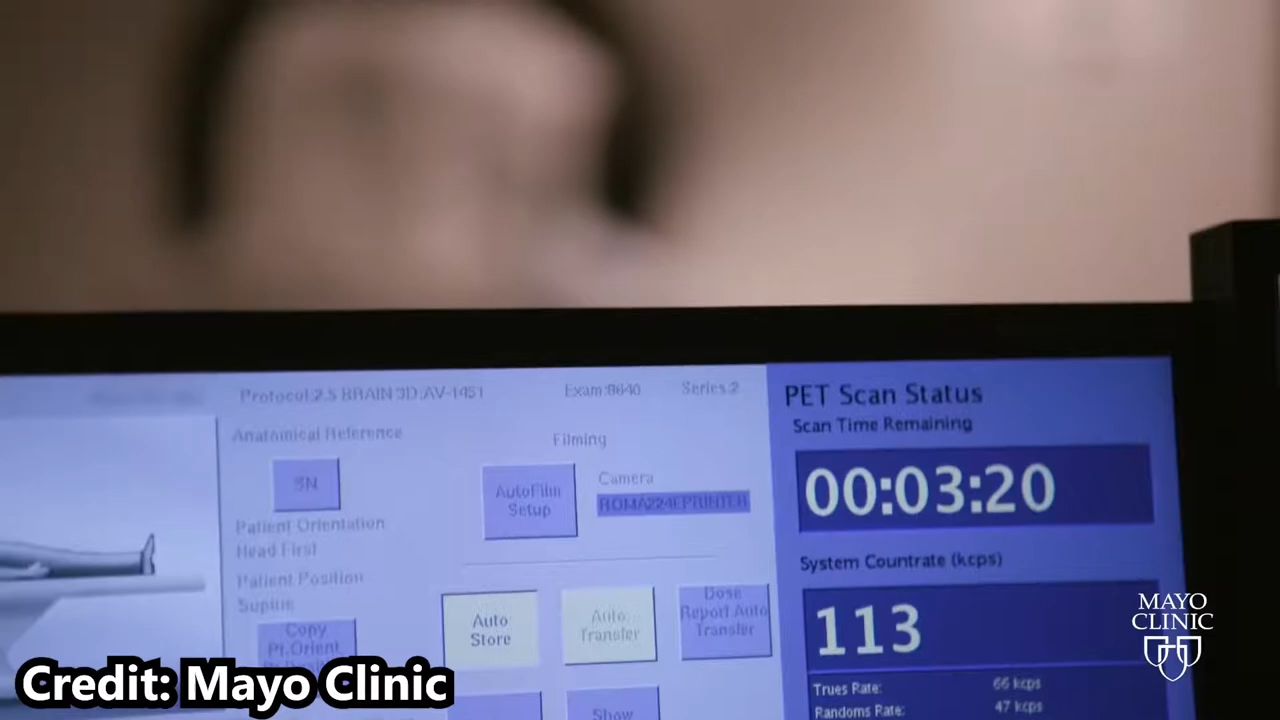 Protocol:2.5 BRAIN 3D:AV-1451 Exam:8640 Series:2
PET Scan Status
Anatomical Reference
Scan Time Remaining
Filming
SN
AutoFilm
Setup
Camera
ROMA224EPRINTER
00:03:20
Patient Orientation
Head First
Patient Position
Supine
System Countrate (kcps)
Copy
Pt.Orient
Auto
Store
Auto
Transfer
Dose
Report Auto
Transfer
113
Trues Rate: 66 kcps
Randoms Rate: 47 kcps
Show
MAYO
CLINIC
Credit: Mayo Clinic